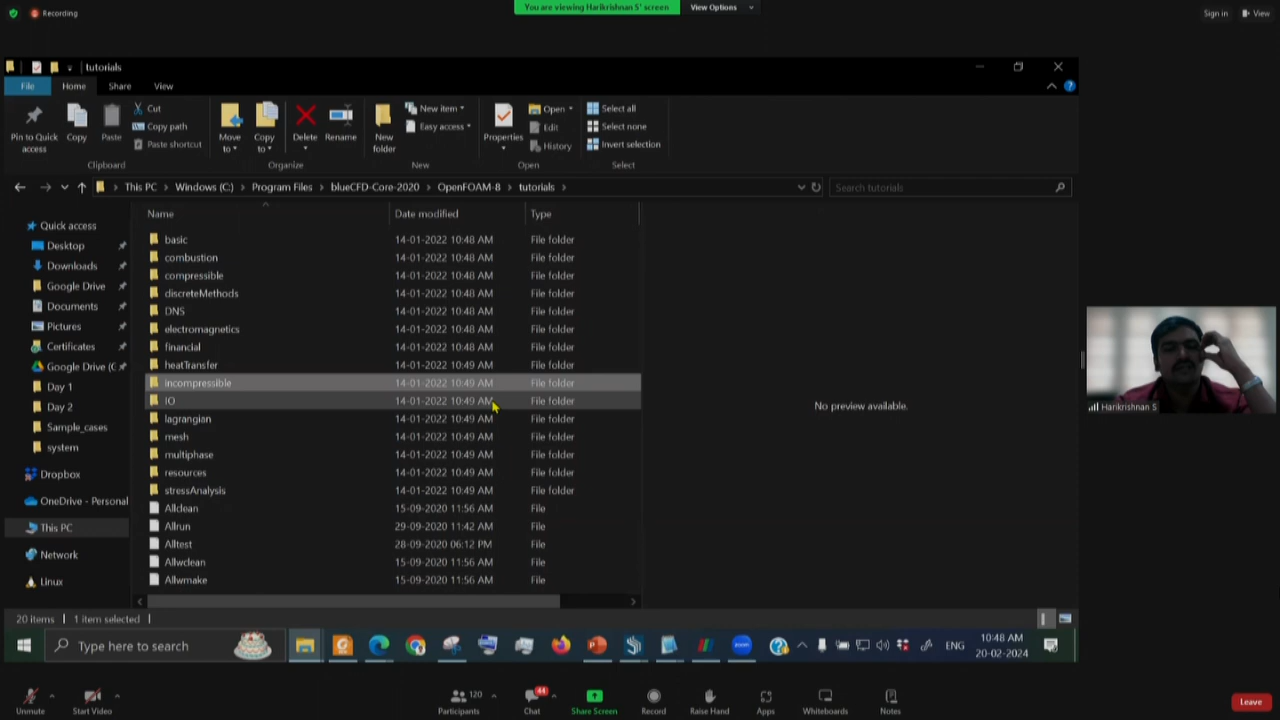 Recording
You are viewing Harikrishnan S' screen
View Options
Sign in
View
tutorials
File
Home
Share
View
Pin to Quick access
Copy
Paste
Cut
Copy path
Paste shortcut
Clipboard
Move to
Copy to
Delete
Rename
Organize
New folder
New item
Easy access
New
Properties
Open
Edit
History
Open
Select all
Select none
Invert selection
Select
This PC > Windows (C:) > Program Files > blueCFD-Core-2020 > OpenFOAM-8 > tutorials >
Search tutorials
Quick access
Desktop
Downloads
Google Drive
Documents
Pictures
Certificates
Google Drive (G
Day 1
Day 2
Sample_cases
system
Dropbox
OneDrive - Personal
This PC
Network
Linux
Name Date modified Type
basic 14-01-2022 10:48 AM File folder
combustion 14-01-2022 10:48 AM File folder
compressible 14-01-2022 10:48 AM File folder
discreteMethods 14-01-2022 10:48 AM File folder
DNS 14-01-2022 10:48 AM File folder
electromagnetics 14-01-2022 10:48 AM File folder
financial 14-01-2022 10:48 AM File folder
heatTransfer 14-01-2022 10:49 AM File folder
incompressible 14-01-2022 10:49 AM File folder
IO 14-01-2022 10:49 AM File folder
lagrangian 14-01-2022 10:49 AM File folder
mesh 14-01-2022 10:49 AM File folder
multiphase 14-01-2022 10:49 AM File folder
resources 14-01-2022 10:49 AM File folder
stressAnalysis 14-01-2022 10:49 AM File folder
Allclean 15-09-2020 11:56 AM File
Allrun 29-09-2020 11:42 AM File
Alltest 28-09-2020 06:12 PM File
Allwclean 15-09-2020 11:56 AM File
Allwmake 15-09-2020 11:56 AM File
No preview available.
Harikrishnan S
20 items
1 item selected
Type here to search
zoom
ENG
10:48 AM
20-02-2024
Unmute
Start Video
Participants
120
Chat
44
Share Screen
Record
Raise Hand
Apps
Whiteboards
Notes
Leave